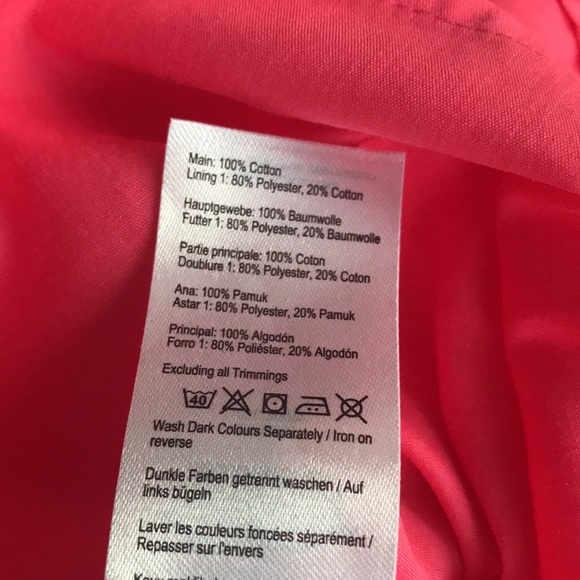 Main: 100% Cotton
Lining 1: 80% Polyester, 20% Cotton
Hauptgewebe: 100% Baumwolle
Futter 1: 80% Polyester, 20% Baumwolle
Partie principale: 100% Coton
Doublure 1: 80% Polyester, 20% Coton
Ana: 100% Pamuk
Astar 1: 80% Polyester, 20% Pamuk
Principal: 100% Algodón
Forro 1: 80% Poliéster, 20% Algodón
Excluding all Trimmings
40
Wash Dark Colours Separately / Iron on
reverse
Dunkle Farben getrennt waschen / Auf
links bügeln
Laver les couleurs foncées séparément /
Repasser sur l'envers